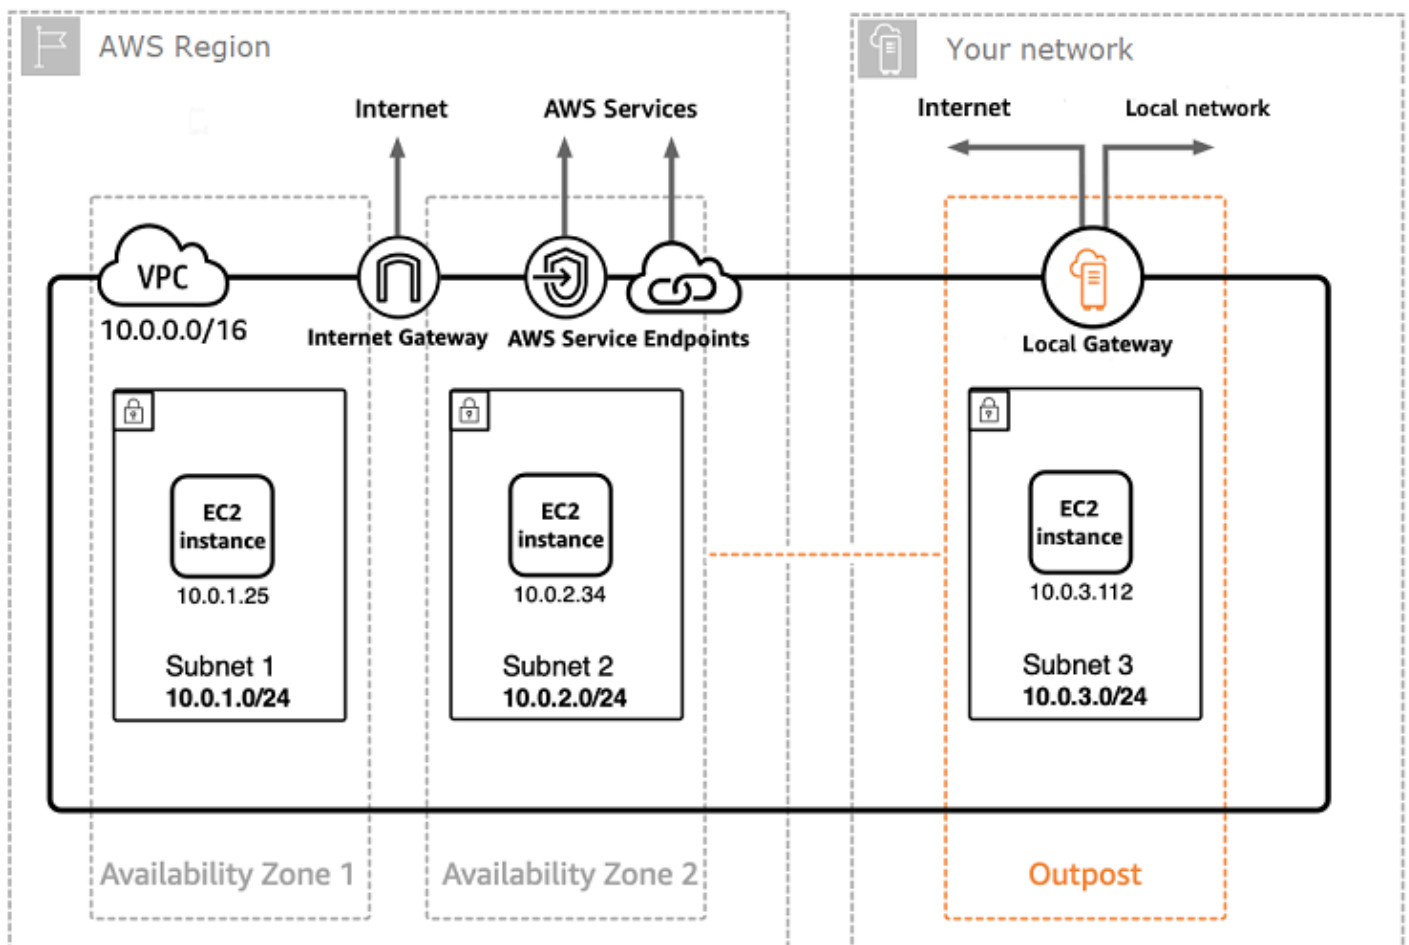 AWS Region
Your network
Internet
AWS Services
Internet
Local network
VPC
10.0.0.0/16
Internet Gateway
AWS Service Endpoints
Local Gateway
EC2
instance
10.0.1.25
Subnet 1
10.0.1.0/24
EC2
instance
10.0.2.34
Subnet 2
10.0.2.0/24
EC2
instance
10.0.3.112
Subnet 3
10.0.3.0/24
Availability Zone 1
Availability Zone 2
Outpost